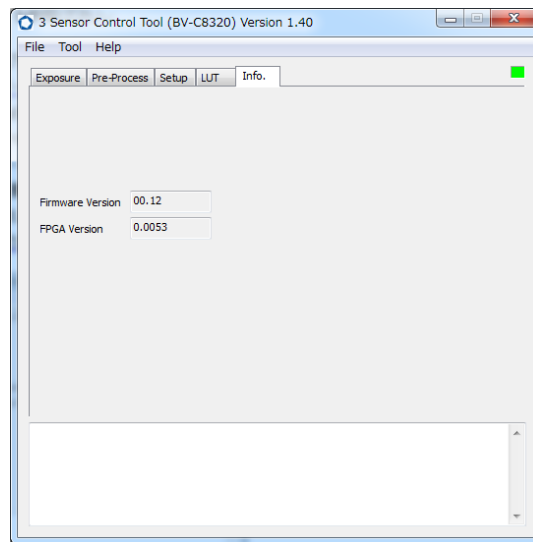 3 Sensor Control Tool (BV-C8320) Version 1.40
File Tool Help
Exposure Pre-Process Setup LUT Info.
Firmware Version 00.12
FPGA Version 0.0053